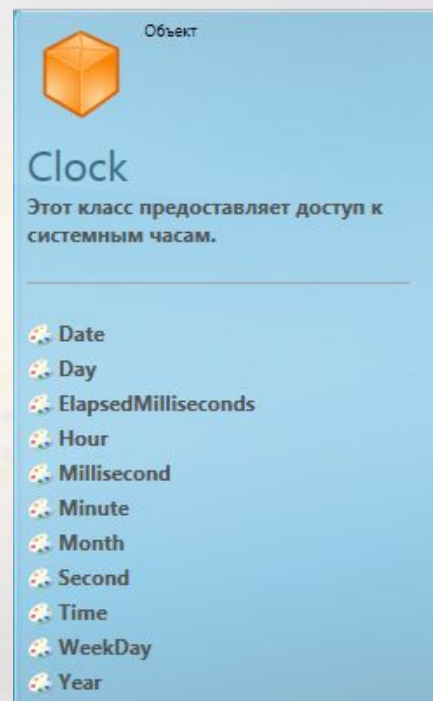 Объект
Clock
Этот класс предоставляет доступ к
системным часам.
Date
Day
ElapsedMilliseconds
Hour
Millisecond
Minute
Month
Second
Time
WeekDay
Year